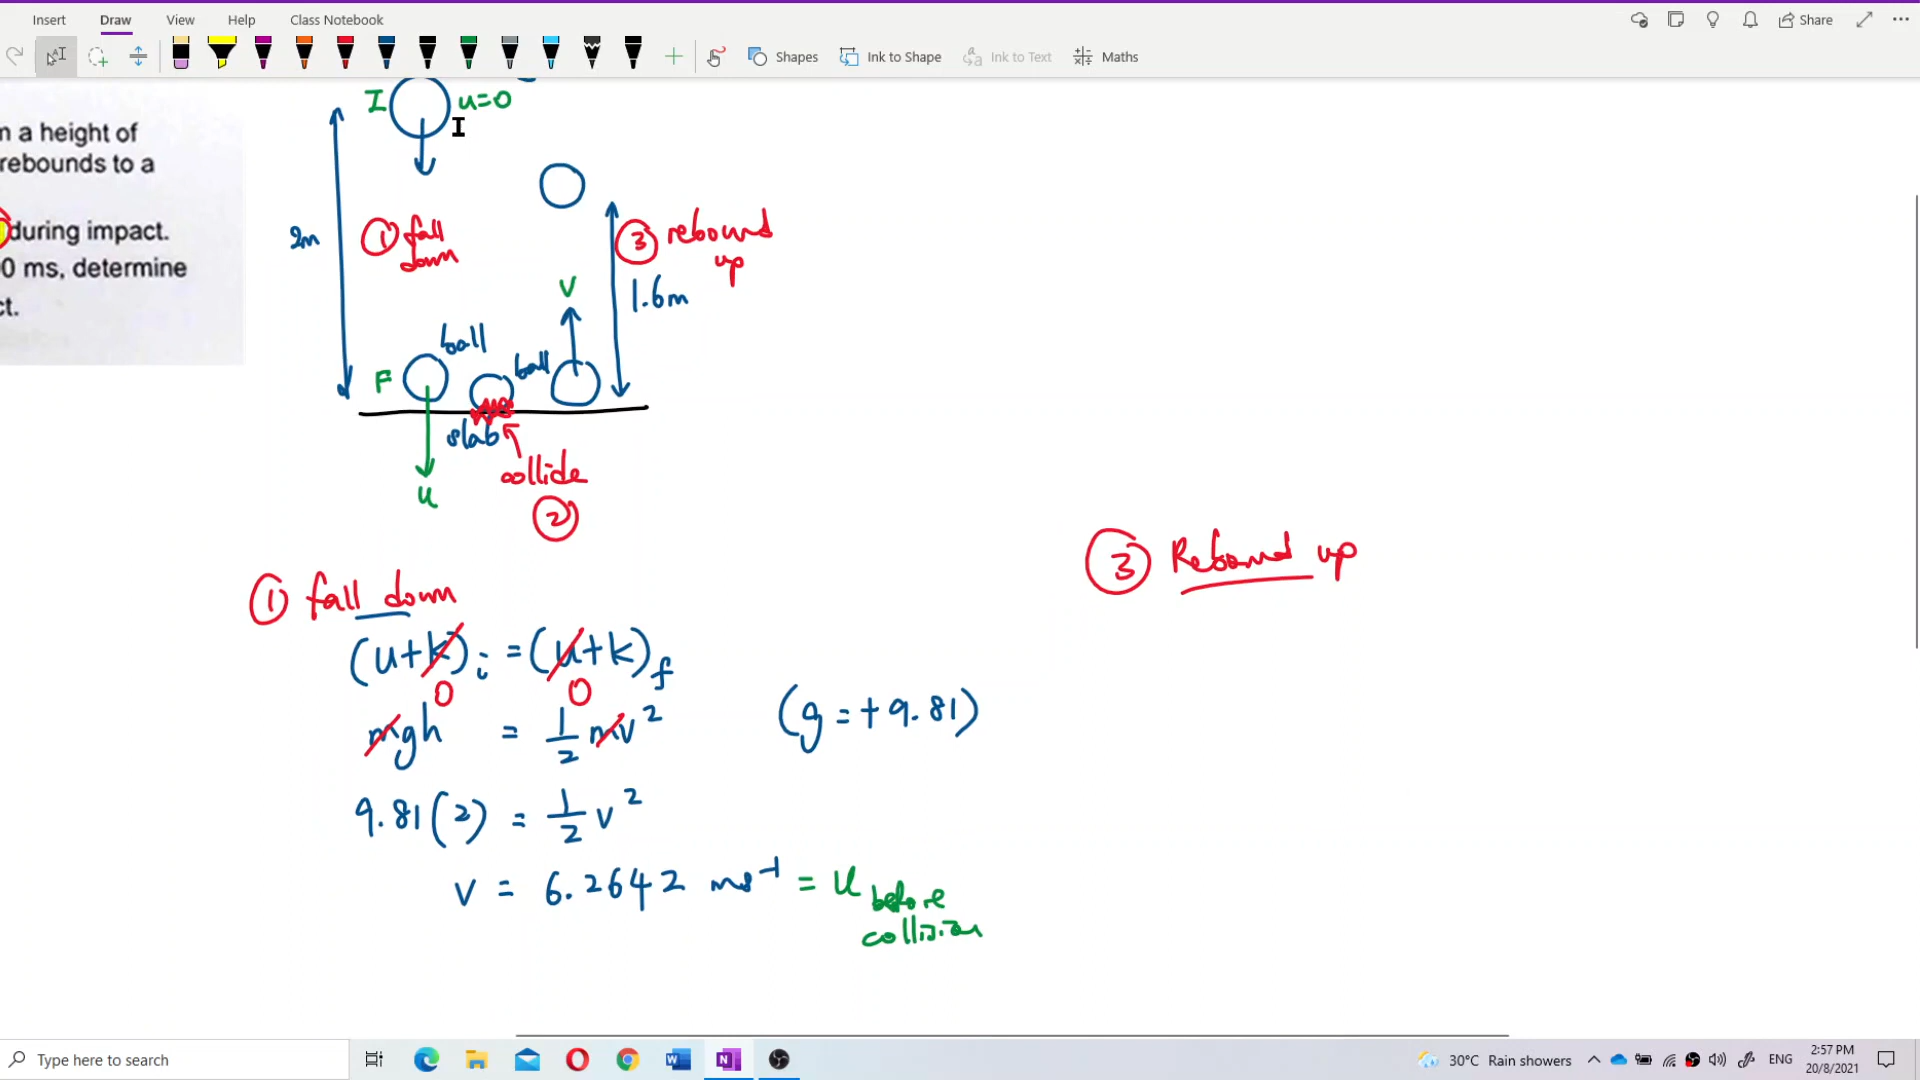 Insert Draw View Help Class Notebook Share
Shapes Ink to Shape Ink to Text Maths
I u=0
m a height of
rebounds to a
during impact.
0 ms, determine
ct.
2m
① fall down
③ rebound up
1.6m
V
ball
ball
F
slab
collide
②
u
③ Rebound up
① fall down
(u+k)i = (u+k)f
0 0
mgh = 1/2 mv²
(g = +9.81)
9.81(2) = 1/2 v²
v = 6.2642 ms⁻¹ = u before collision
Type here to search
30°C Rain showers
ENG
2:57 PM
20/8/2021